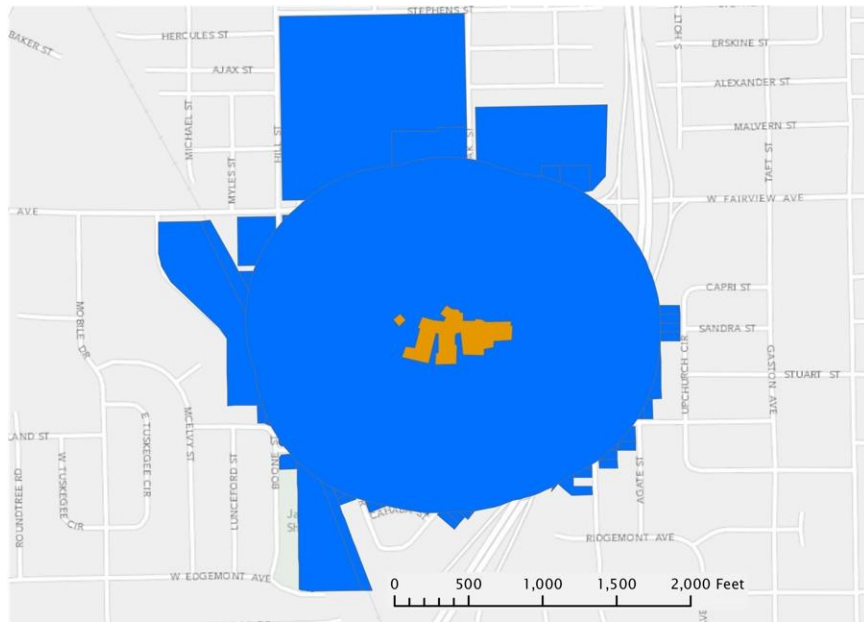 STEPHENS ST
BAKER ST
HERCULES ST
S HOLT ST
ERSKINE ST
AJAX ST
ALEXANDER ST
MICHAEL ST
HILL ST
MALVERN ST
TAFT ST
MYLES ST
W FAIRVIEW AVE
AVE
CAPRI ST
MOBILE DR
SANDRA ST
UPCHURCH CIR
GASTON AVE
STUART ST
MCELVY ST
E TUSKEGEE CIR
LAND ST
BOONE ST
W TUSKEGEE CIR
ROUNDTREE RD
LUNCEFORD ST
AGATE ST
CAHABA ST
RIDGEMONT AVE
W EDGEMONT AVE
0 500 1,000 1,500 2,000 Feet
AVE